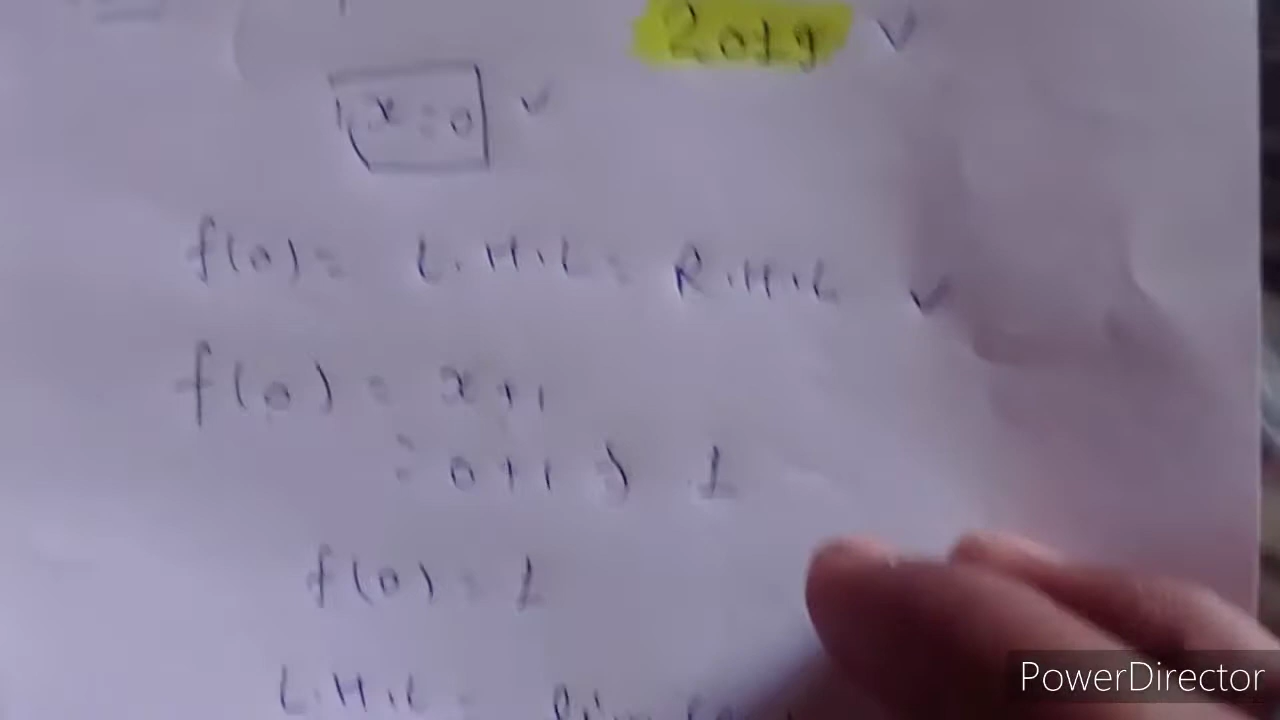 2019 ✓
x=0 ✓
f(0) = L.H.L = R.H.L ✓
f(0) = x+1
= 0+1 ⇒ 1
f(0) = 1
L.H.L =
PowerDirector